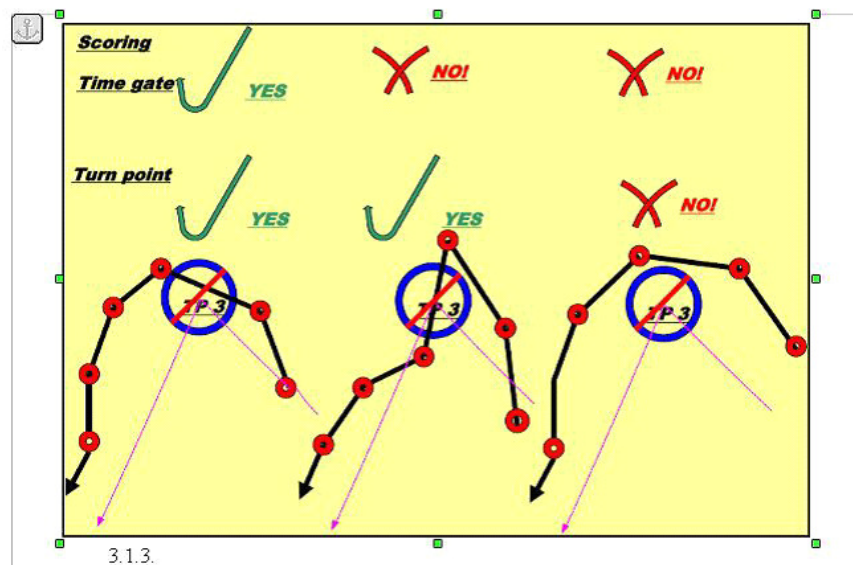 Scoring
Time gate
YES
NO!
NO!
Turn point
YES
YES
NO!
TP 3
TP 3
TP 3
3.1.3.